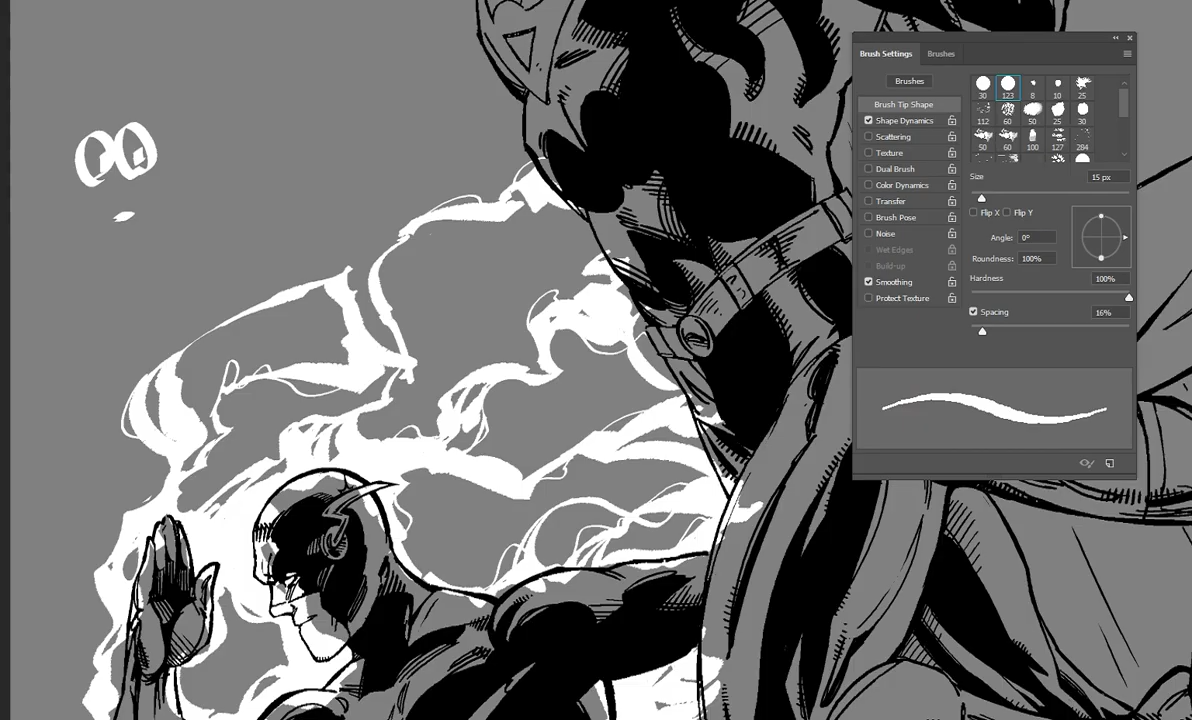 Brush Settings Brushes
Brushes
30 123 8 10 25
Brush Tip Shape
Shape Dynamics
112 60 50 25 30
Scattering
50 60 100 127 284
Texture
Dual Brush
Size 15 px
Color Dynamics
Transfer
Flip X Flip Y
Brush Pose
Noise
Angle: 0°
Wet Edges
Roundness: 100%
Build-up
Hardness 100%
Smoothing
Protect Texture
Spacing 16%